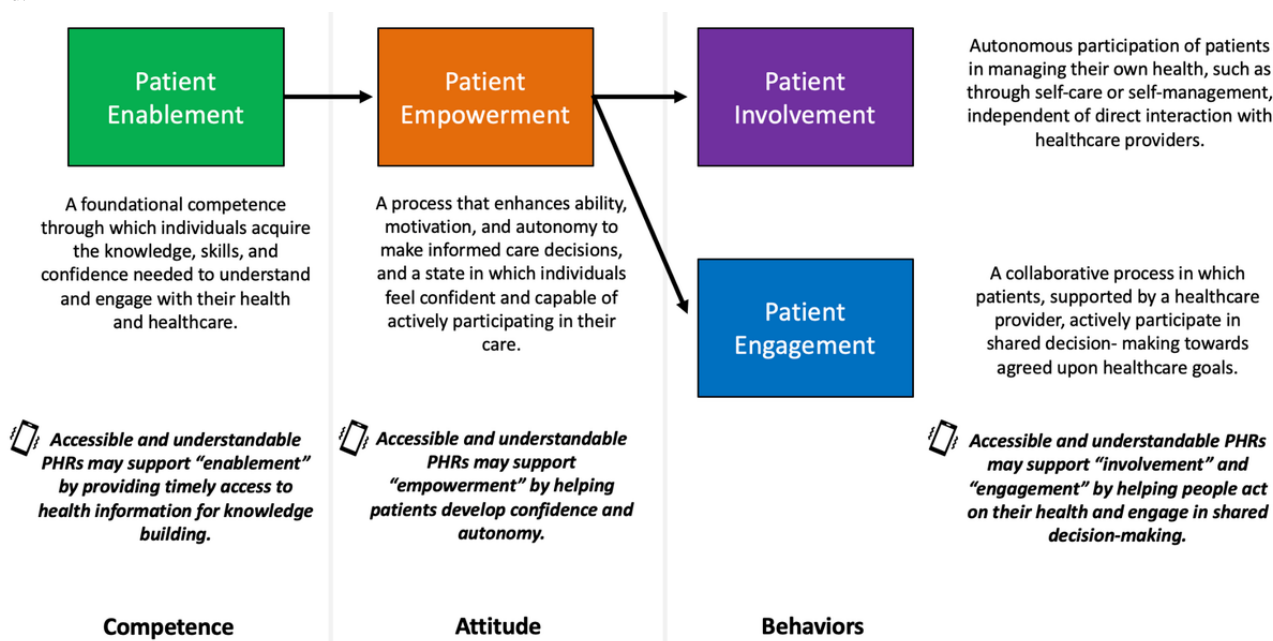 Patient
Enablement
Patient
Empowerment
Patient
Involvement
Autonomous participation of patients
in managing their own health, such as
through self-care or self-management,
independent of direct interaction with
healthcare providers.
A foundational competence
through which individuals acquire
the knowledge, skills, and
confidence needed to understand
and engage with their health
and healthcare.
A process that enhances ability,
motivation, and autonomy to
make informed care decisions,
and a state in which individuals
feel confident and capable of
actively participating in their
care.
Patient
Engagement
A collaborative process in which
patients, supported by a healthcare
provider, actively participate in
shared decision- making towards
agreed upon healthcare goals.
Accessible and understandable
PHRs may support “enablement”
by providing timely access to
health information for knowledge
building.
Accessible and understandable
PHRs may support
“empowerment” by helping
patients develop confidence and
autonomy.
Accessible and understandable PHRs
may support “involvement” and
“engagement” by helping people act
on their health and engage in shared
decision-making.
Competence
Attitude
Behaviors